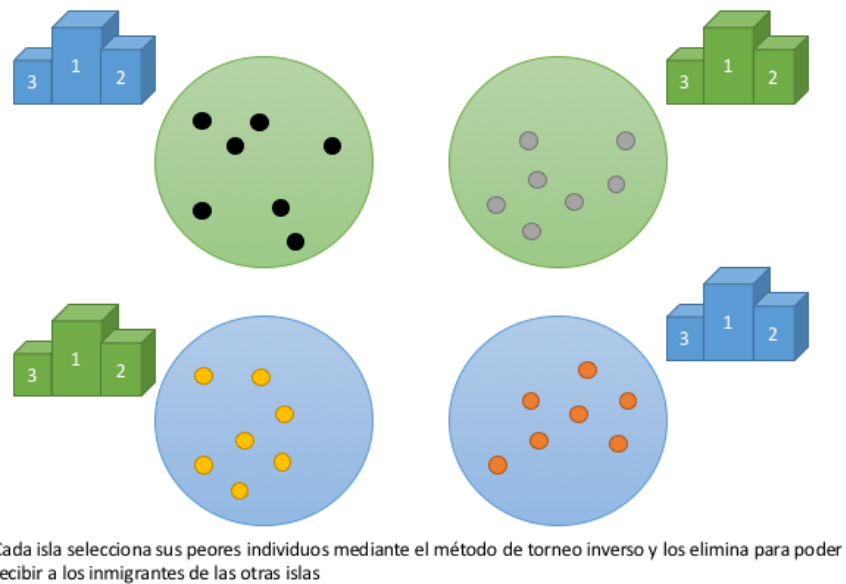 3 1 2
3 1 2
3 1 2
3 1 2
Cada isla selecciona sus peores individuos mediante el método de torneo inverso y los elimina para poder
recibir a los inmigrantes de las otras islas